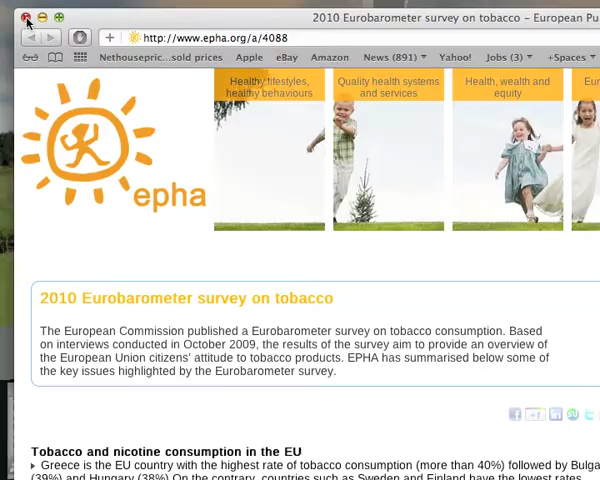 2010 Eurobarometer survey on tobacco – European Pu
http://www.epha.org/a/4088
Nethousepric...sold prices Apple eBay Amazon News (891) Yahoo! Jobs (3) +Spaces
Healthy lifestyles,
healthy behaviours
Quality health systems
and services
Health, wealth and
equity
Eur
epha
2010 Eurobarometer survey on tobacco
The European Commission published a Eurobarometer survey on tobacco consumption. Based
on interviews conducted in October 2009, the results of the survey aim to provide an overview of
the European Union citizens' attitude to tobacco products. EPHA has summarised below some of
the key issues highlighted by the Eurobarometer survey.
Tobacco and nicotine consumption in the EU
Greece is the EU country with the highest rate of tobacco consumption (more than 40%) followed by Bulga
(39%) and Hungary (38%) On the contrary, countries such as Sweden and Finland have the lowest rates